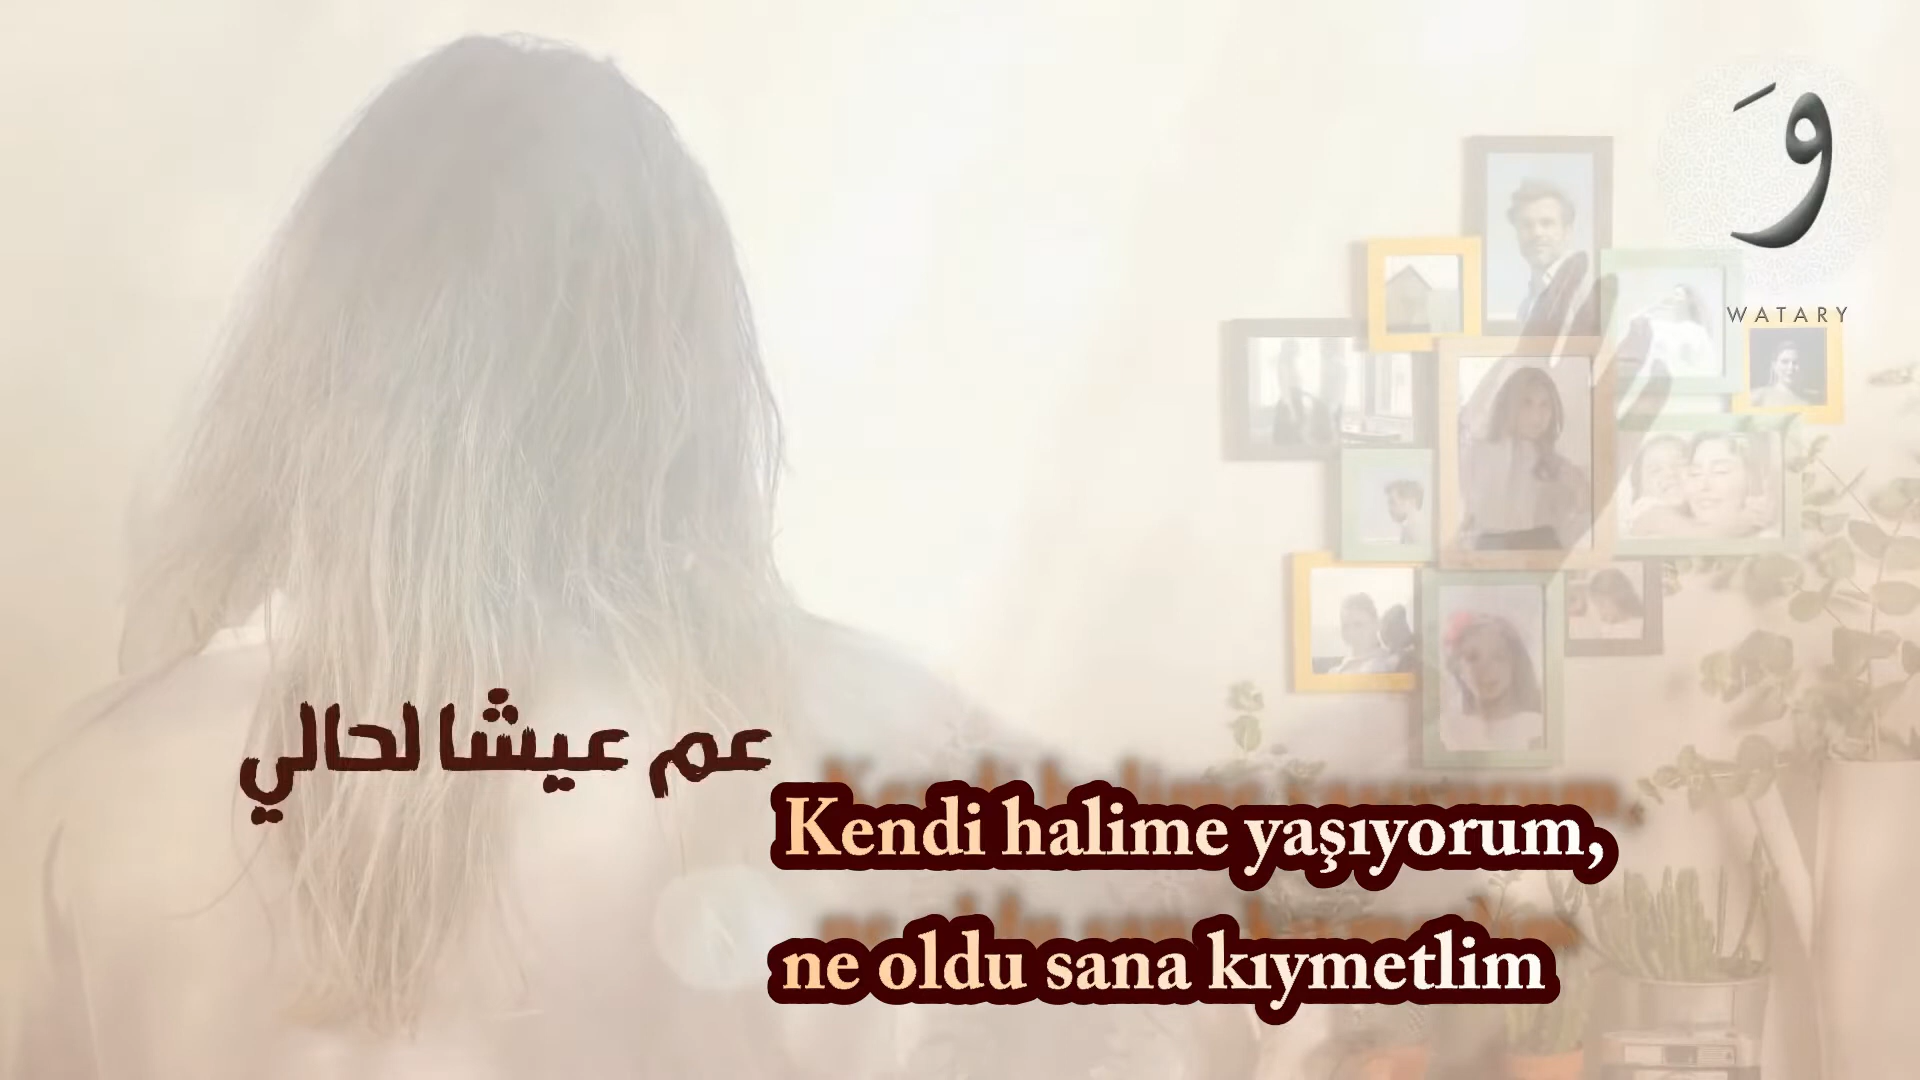 وَ
WATARY
عم عيشا لحالي
Kendi halime yaşıyorum,
ne oldu sana kıymetlim